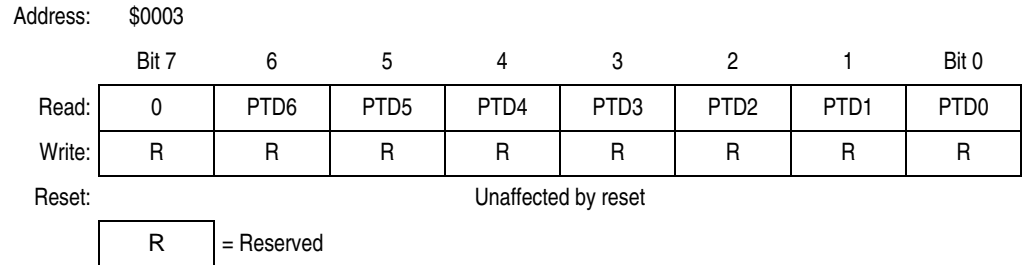 Address: $0003
Bit 7 6 5 4 3 2 1 Bit 0
Read: 0 PTD6 PTD5 PTD4 PTD3 PTD2 PTD1 PTD0
Write: R R R R R R R R
Reset: Unaffected by reset
R = Reserved